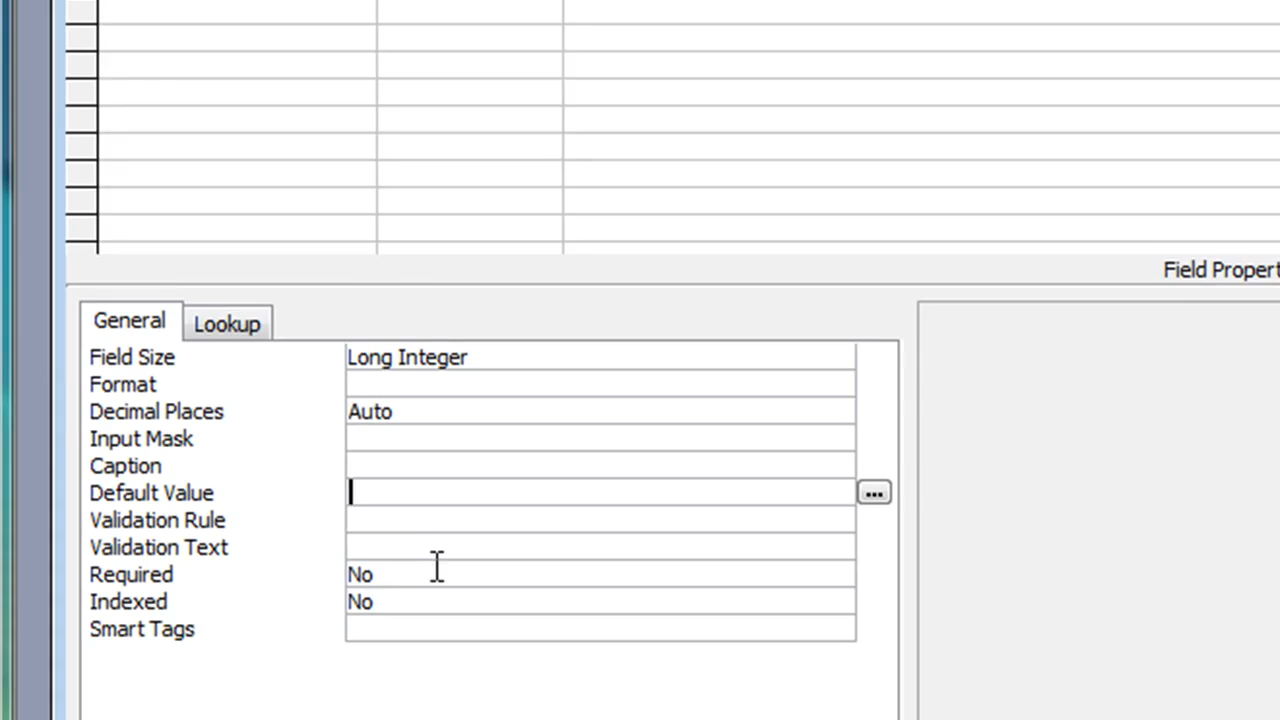 Field Propert
General
Lookup
Field Size Long Integer
Format
Decimal Places Auto
Input Mask
Caption
Default Value ...
Validation Rule
Validation Text
Required No
Indexed No
Smart Tags